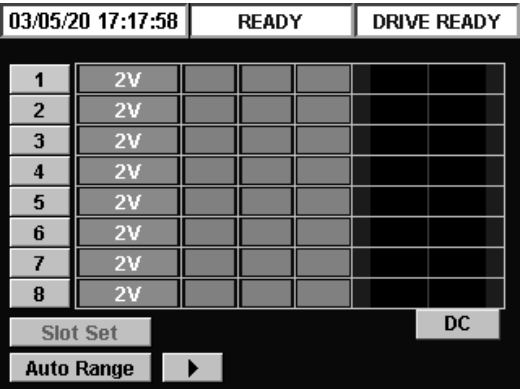 03/05/20 17:17:58 READY DRIVE READY
1 2V
2 2V
3 2V
4 2V
5 2V
6 2V
7 2V
8 2V
DC
Slot Set
Auto Range